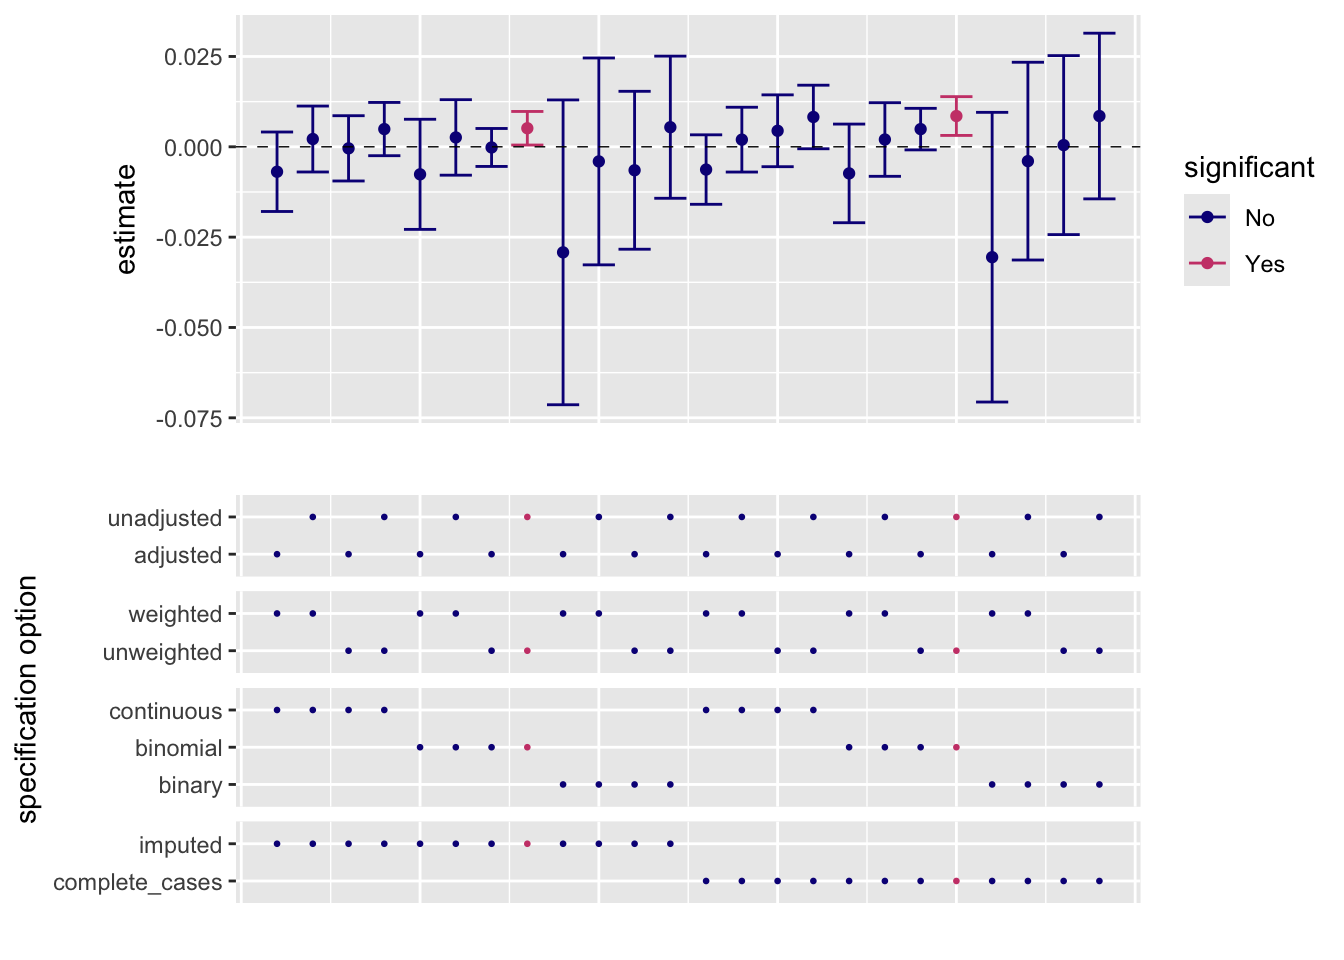 0.025
0.000
-0.025
-0.050
-0.075
estimate
significant
No
Yes
unadjusted
adjusted
weighted
unweighted
continuous
binomial
binary
imputed
complete_cases
specification option